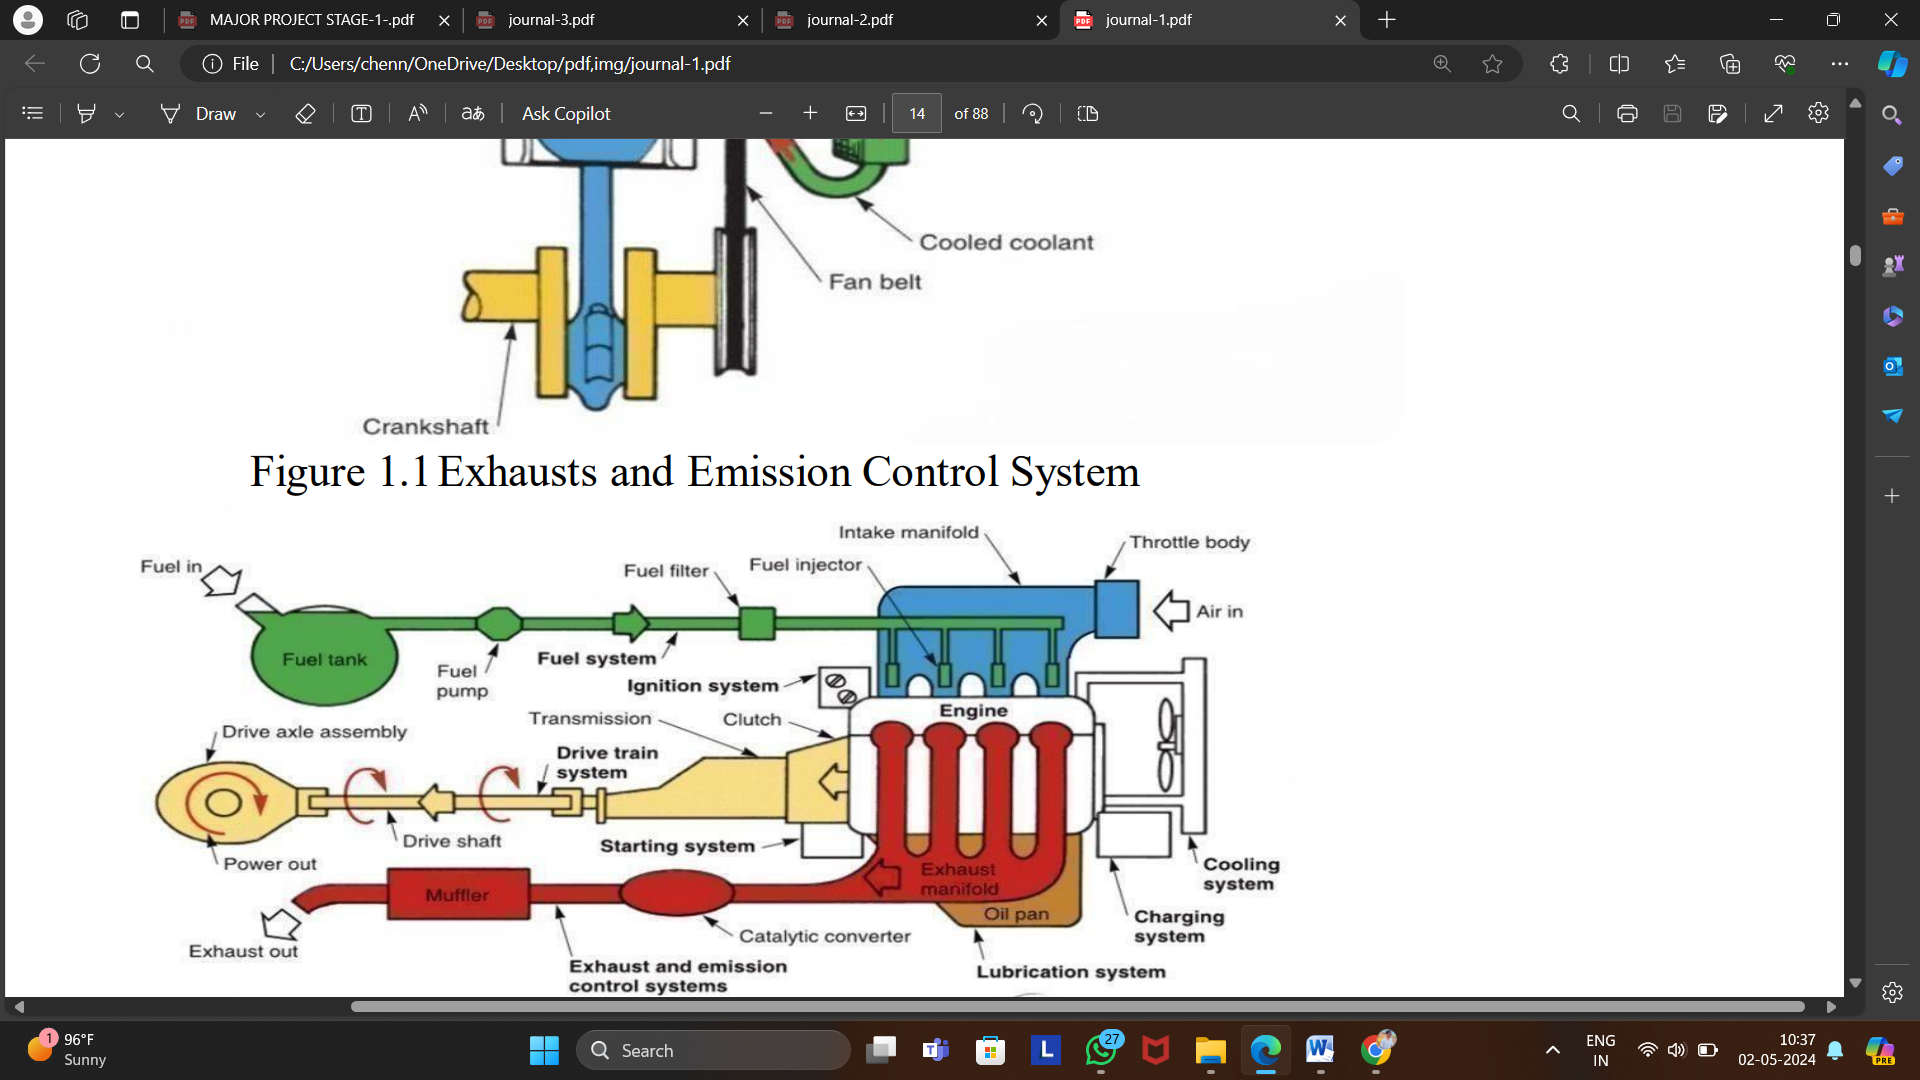 MAJOR PROJECT STAGE-1-.pdf
journal-3.pdf
journal-2.pdf
journal-1.pdf
File
C:/Users/chenn/OneDrive/Desktop/pdf,img/journal-1.pdf
Draw
Ask Copilot
14
of 88
Cooled coolant
Fan belt
Crankshaft
Figure 1.1 Exhausts and Emission Control System
Intake manifold
Throttle body
Fuel in
Fuel filter
Fuel injector
Air in
Fuel tank
Fuel
pump
Fuel system
Ignition system
Engine
Transmission
Clutch
Drive axle assembly
Drive train
system
Drive shaft
Starting system
Power out
Cooling
system
Exhaust
manifold
Muffler
Oil pan
Charging
system
Catalytic converter
Exhaust out
Exhaust and emission
control systems
Lubrication system
1
96°F
Sunny
Search
27
ENG
IN
10:37
02-05-2024
PRE